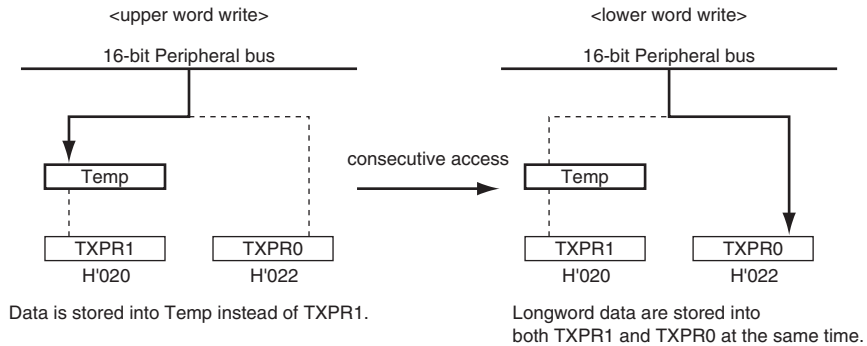 <upper word write>
16-bit Peripheral bus
Temp
TXPR1
TXPR0
H'020
H'022
Data is stored into Temp instead of TXPR1.
consecutive access
<lower word write>
16-bit Peripheral bus
Temp
TXPR1
TXPR0
H'020
H'022
Longword data are stored into
both TXPR1 and TXPR0 at the same time.